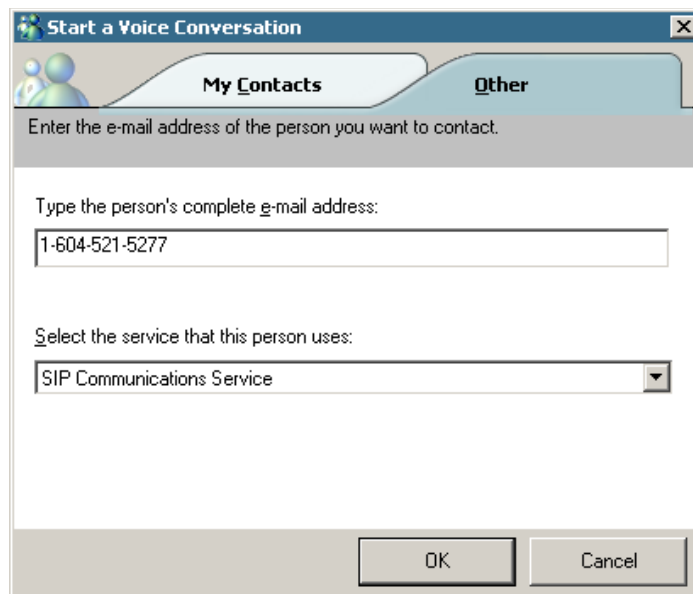 Start a Voice Conversation
My Contacts
Other
Enter the e-mail address of the person you want to contact.
Type the person's complete e-mail address:
1-604-521-5277
Select the service that this person uses:
SIP Communications Service
OK
Cancel